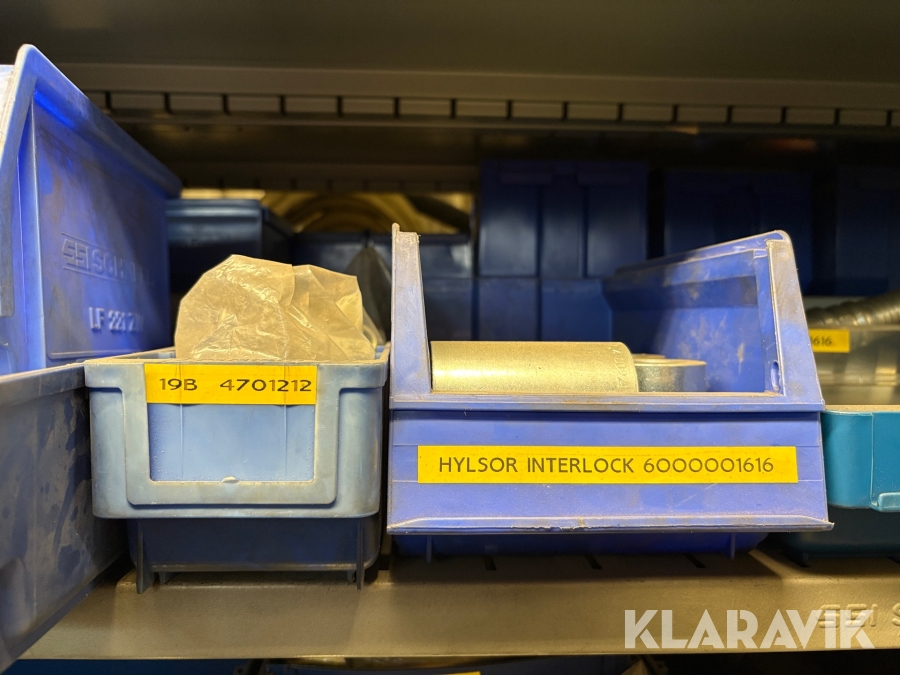 19B 4701212
HYLSOR INTERLOCK 6000001616
1616
KLARAVIK